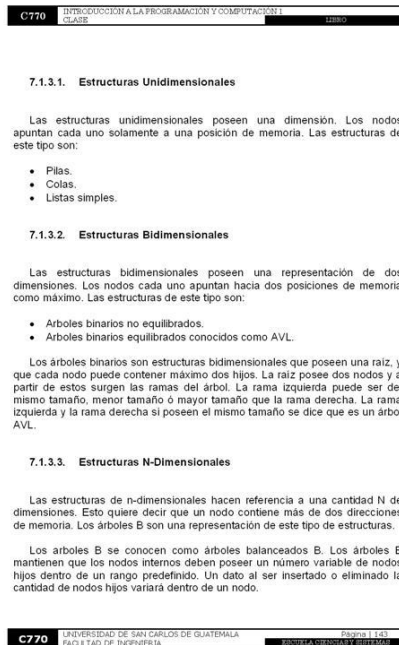 C770 INTRODUCCIÓN A LA PROGRAMACIÓN Y COMPUTACIÓN 1
CLASE LIBRO
7.1.3.1. Estructuras Unidimensionales
Las estructuras unidimensionales poseen una dimensión. Los nodos
apuntan cada uno solamente a una posición de memoria. Las estructuras de
este tipo son:
• Pilas.
• Colas.
• Listas simples.
7.1.3.2. Estructuras Bidimensionales
Las estructuras bidimensionales poseen una representación de dos
dimensiones. Los nodos cada uno apuntan hacia dos posiciones de memoria
como máximo. Las estructuras de este tipo son:
• Arboles binarios no equilibrados.
• Arboles binarios equilibrados conocidos como AVL.
Los árboles binarios son estructuras bidimensionales que poseen una raíz, y
que cada nodo puede contener máximo dos hijos. La raíz posee dos nodos y a
partir de estos surgen las ramas del árbol. La rama izquierda puede ser de
mismo tamaño, menor tamaño ó mayor tamaño que la rama derecha. La rama
izquierda y la rama derecha si poseen el mismo tamaño se dice que es un árbo
AVL.
7.1.3.3. Estructuras N-Dimensionales
Las estructuras de n-dimensiones hacen referencia a una cantidad N de
dimensiones. Esto quiere decir que un nodo contiene más de dos direcciones
de memoria. Los árboles B son una representación de este tipo de estructuras.
Los arboles B se conocen como árboles balanceados B. Los árboles B
mantienen que los nodos internos deben poseer un número variable de nodos
hijos dentro de un rango predefinido. Un dato al ser insertado o eliminado la
cantidad de nodos hijos variará dentro de un nodo.
C770 UNIVERSIDAD DE SAN CARLOS DE GUATEMALA Página | 143
FACULTAD DE INGENIERÍA ESCUELA CIENCIAS Y SISTEMAS